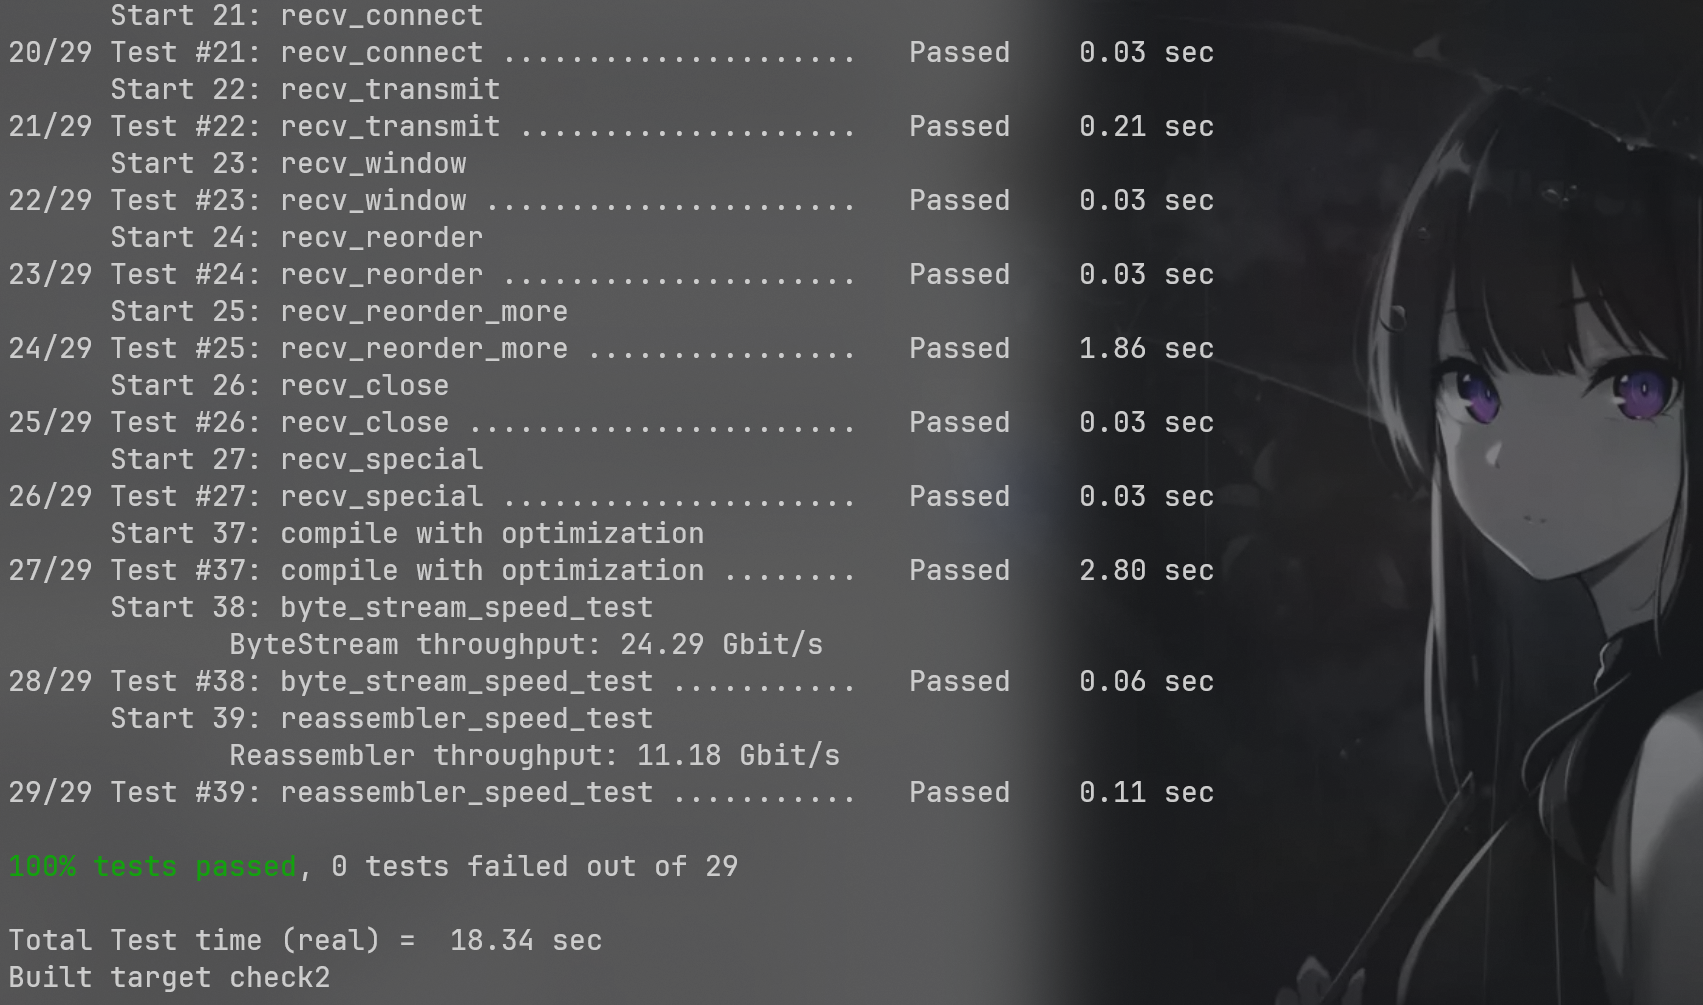 Start 21: recv_connect
20/29 Test #21: recv_connect .....................   Passed    0.03 sec
Start 22: recv_transmit
21/29 Test #22: recv_transmit ....................   Passed    0.21 sec
Start 23: recv_window
22/29 Test #23: recv_window ......................   Passed    0.03 sec
Start 24: recv_reorder
23/29 Test #24: recv_reorder .....................   Passed    0.03 sec
Start 25: recv_reorder_more
24/29 Test #25: recv_reorder_more ................   Passed    1.86 sec
Start 26: recv_close
25/29 Test #26: recv_close .......................   Passed    0.03 sec
Start 27: recv_special
26/29 Test #27: recv_special .....................   Passed    0.03 sec
Start 37: compile with optimization
27/29 Test #37: compile with optimization ........   Passed    2.80 sec
Start 38: byte_stream_speed_test
ByteStream throughput: 24.29 Gbit/s
28/29 Test #38: byte_stream_speed_test ...........   Passed    0.06 sec
Start 39: reassembler_speed_test
Reassembler throughput: 11.18 Gbit/s
29/29 Test #39: reassembler_speed_test ...........   Passed    0.11 sec
100% tests passed, 0 tests failed out of 29
Total Test time (real) =  18.34 sec
Built target check2